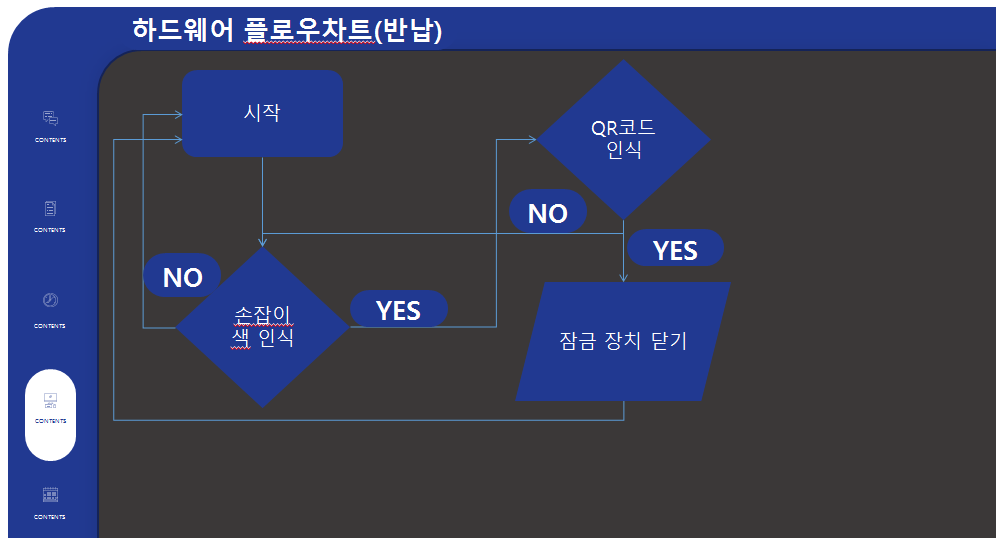 하드웨어 플로우차트(반납)
CONTENTS
CONTENTS
CONTENTS
CONTENTS
CONTENTS
시작
QR코드
인식
NO
YES
NO
YES
손잡이
색 인식
잠금 장치 닫기